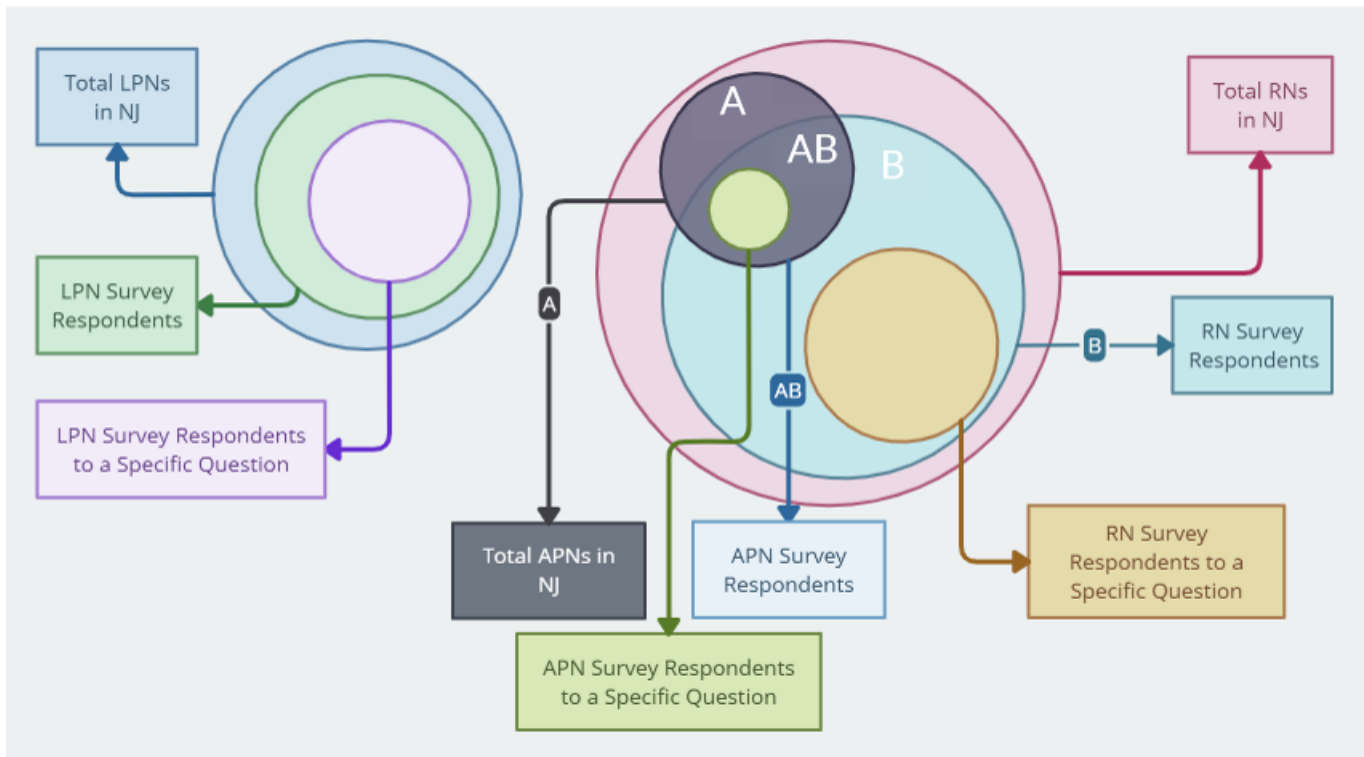 Total LPNs
in NJ
LPN Survey
Respondents
LPN Survey Respondents
to a Specific Question
A
AB
B
Total RNs
in NJ
A
AB
B
RN Survey
Respondents
Total APNs in
NJ
APN Survey
Respondents
RN Survey
Respondents to a
Specific Question
APN Survey Respondents
to a Specific Question